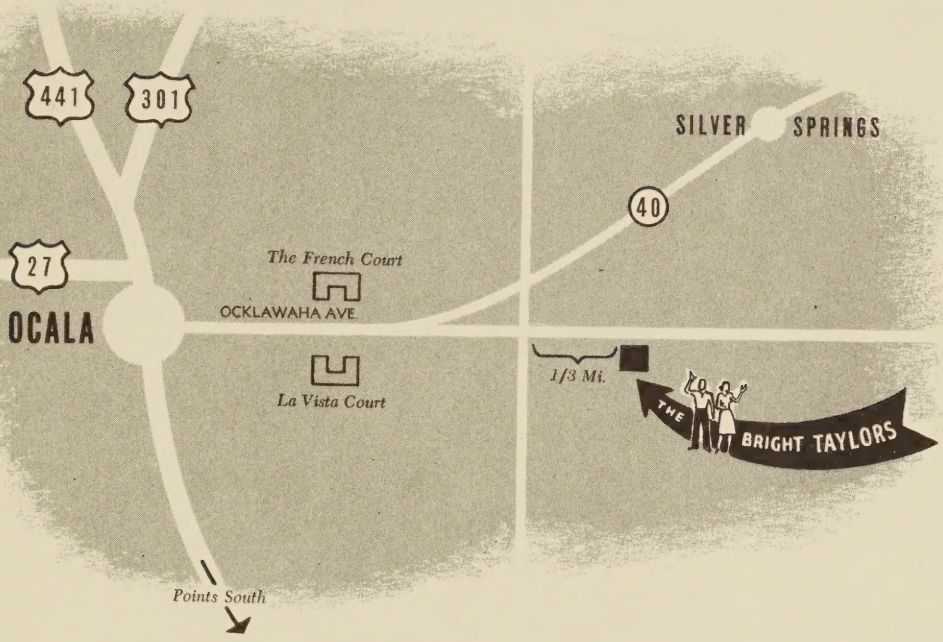 441
301
SILVER SPRINGS
40
27
The French Court
OCKLAWAHA AVE.
OCALA
1/3 Mi.
La Vista Court
THE BRIGHT TAYLORS
Points South